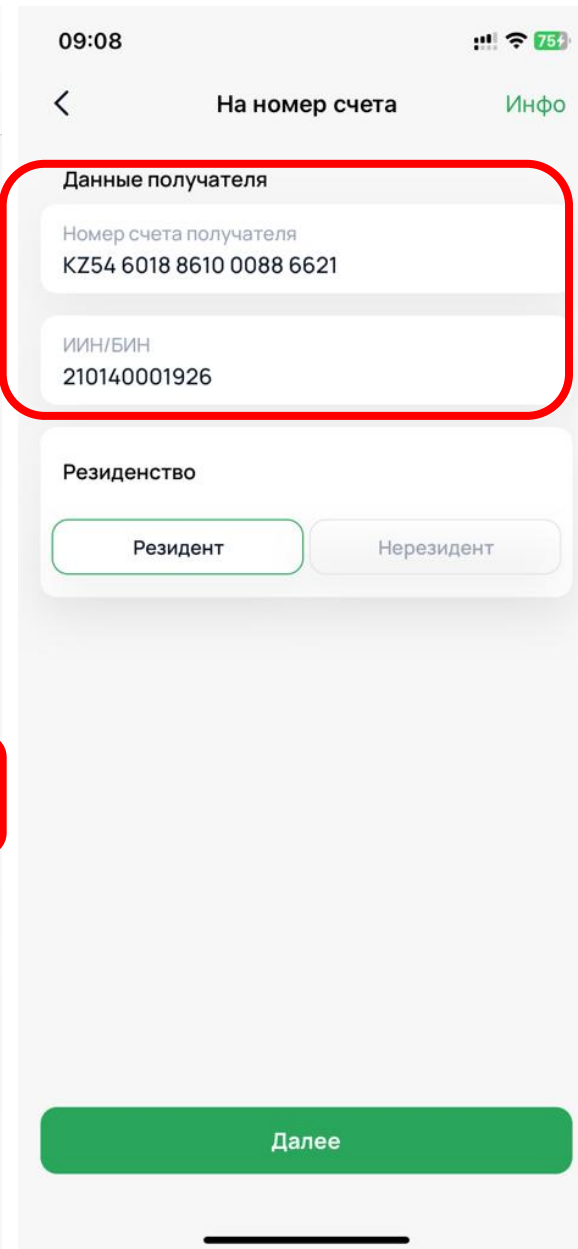 09:08
75
На номер счета
Инфо
Данные получателя
Номер счета получателя
KZ54 6018 8610 0088 6621
ИИН/БИН
210140001926
Резиденство
Резидент
Нерезидент
Далее